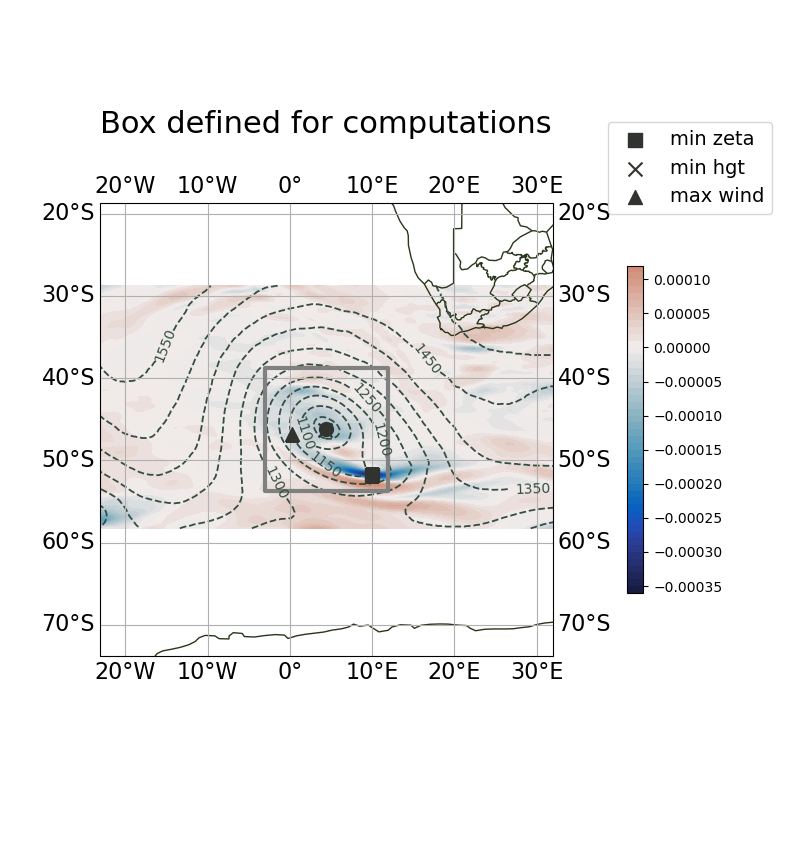 Box defined for computations
min zeta
min hgt
max wind
20°W 10°W 0° 10°E 20°E 30°E
20°S 20°S
30°S 30°S
40°S 40°S
50°S 50°S
60°S 60°S
70°S 70°S
20°W 10°W 0° 10°E 20°E 30°E
1550
1450
1250
1100
1200
1150
1300
1350
0.00010
0.00005
0.00000
−0.00005
−0.00010
−0.00015
−0.00020
−0.00025
−0.00030
−0.00035